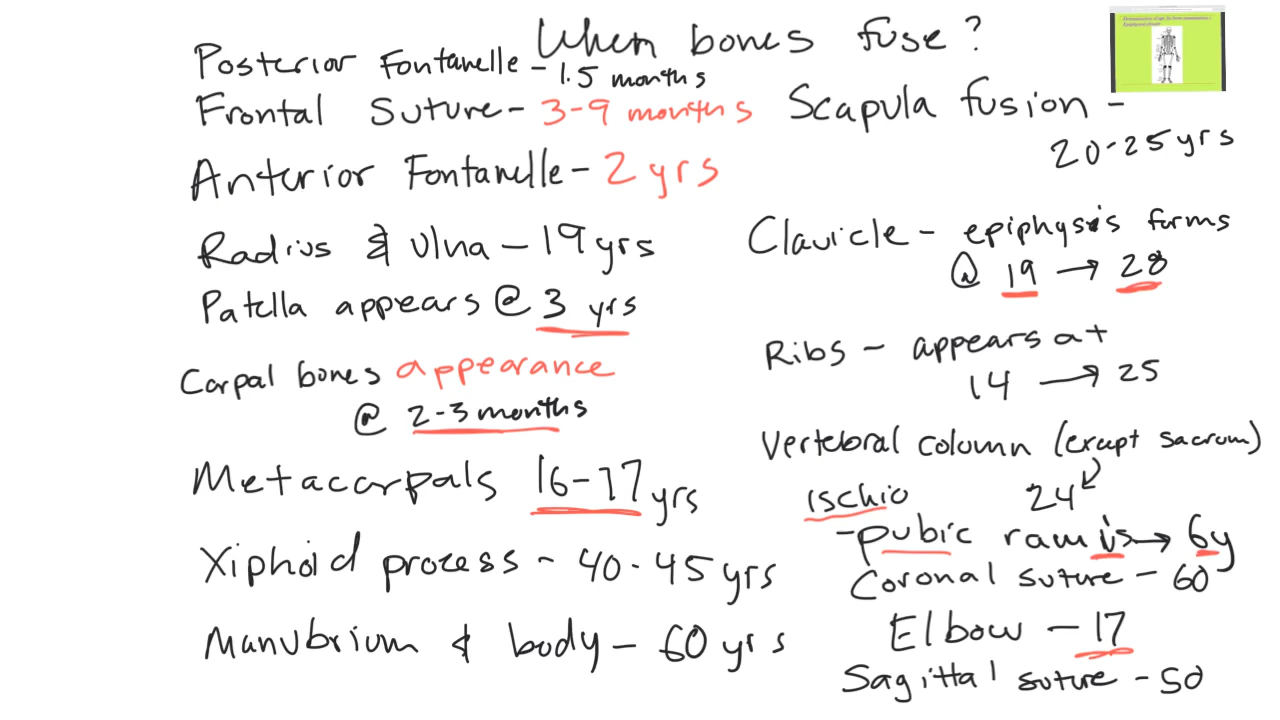 When bones fuse?
Posterior Fontanelle - 1.5 months
Frontal Suture - 3-9 months
Anterior Fontanelle - 2 yrs
Radius & Ulna - 19 yrs
Patella appears @ 3 yrs
Carpal bones appearance
@ 2-3 months
Metacarpals 16-17 yrs
Xiphoid process - 40-45 yrs
Manubrium & body - 60 yrs
Scapula fusion -
20-25 yrs
Clavicle - epiphysis forms
@ 19 → 28
Ribs - appears at
14 → 25
Vertebral column (except sacrum)
24
Ischio
-pubic ramus → 6y
Coronal suture - 60
Elbow - 17
Sagittal suture - 50